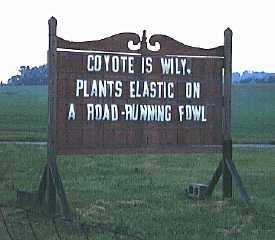 COYOTE IS WILY,
PLANTS ELASTIC ON
A ROAD-RUNNING FOWL